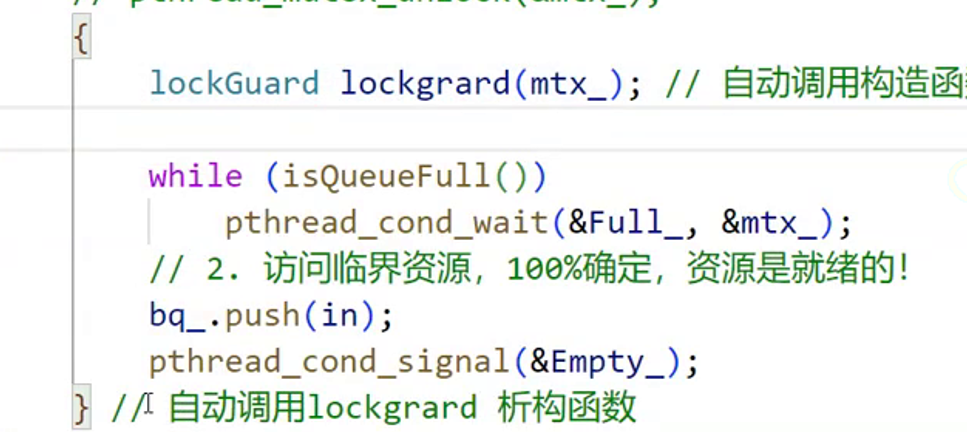 // pthread_mutex_unlock(&mtx_);
{
lockGuard lockgrard(mtx_); // 自动调用构造函
while (isQueueFull())
pthread_cond_wait(&Full_, &mtx_);
// 2. 访问临界资源，100%确定，资源是就绪的！
bq_.push(in);
pthread_cond_signal(&Empty_);
} // 自动调用lockgrard 析构函数